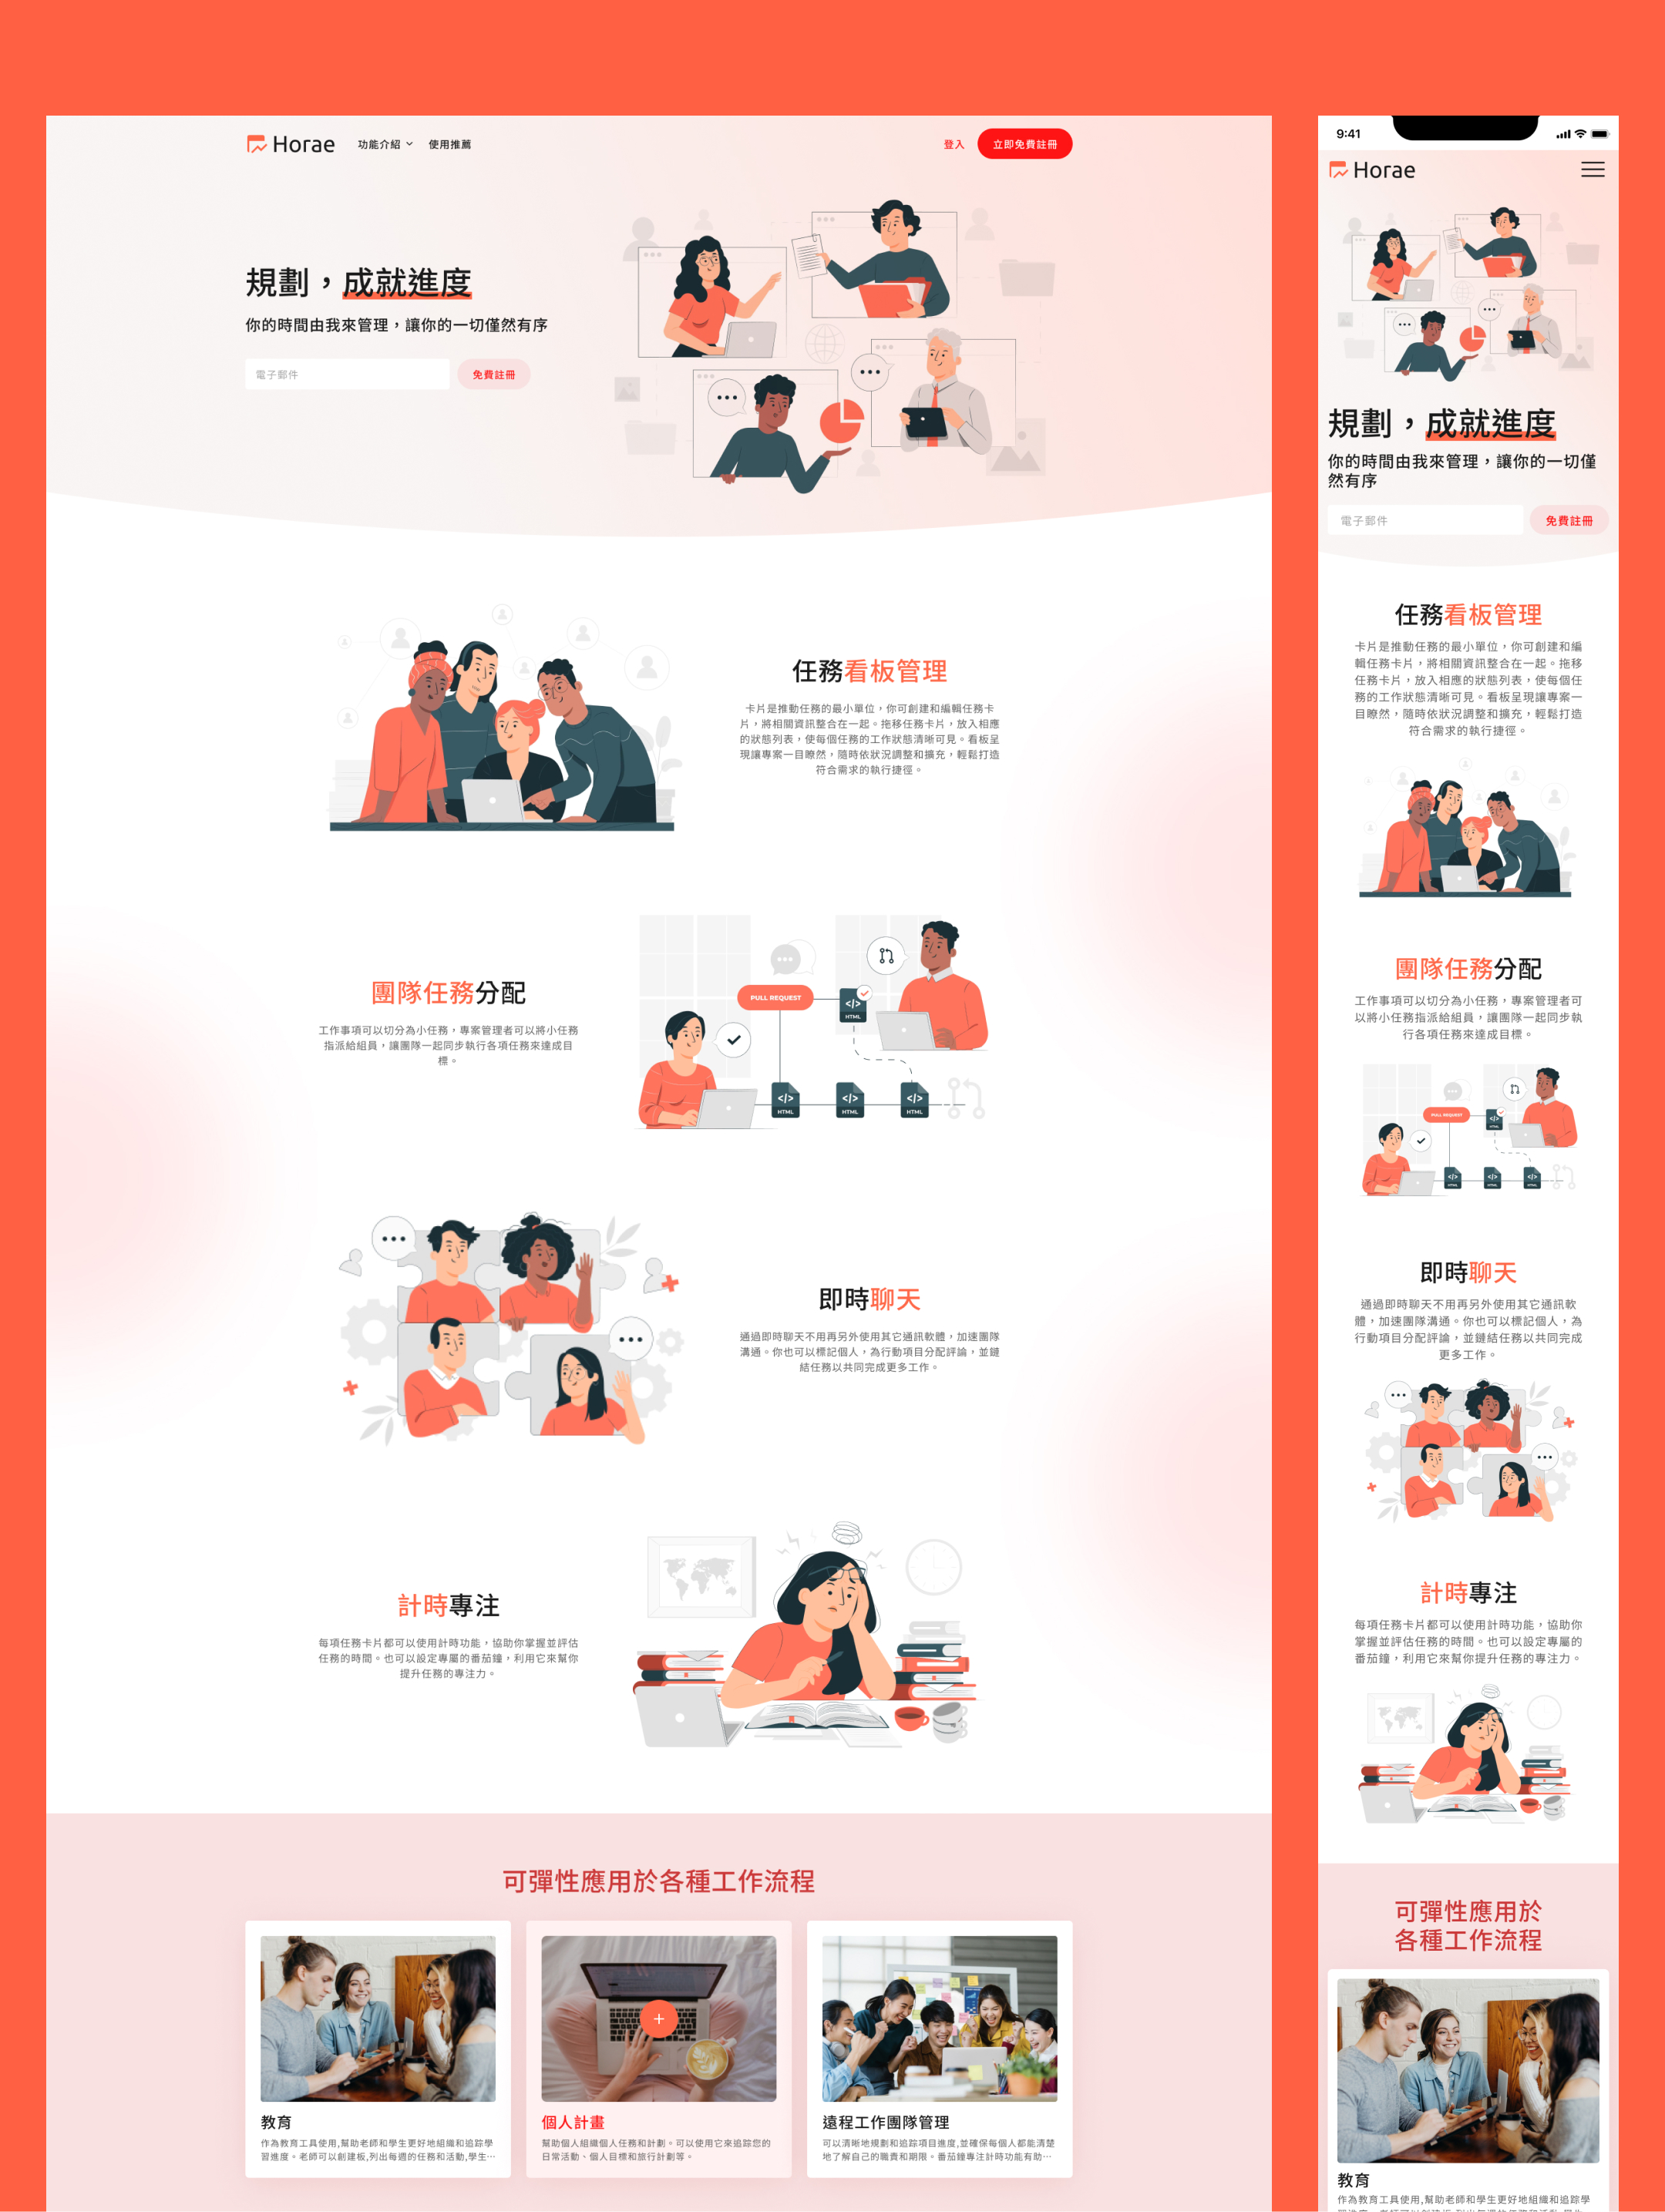 Horae
功能介紹
使用推薦
登入
立即免費註冊
規劃，成就進度
你的時間由我來管理，讓你的一切僅然有序
電子郵件
免費註冊
任務看板管理
卡片是推動任務的最小單位，你可創建和編輯任務卡
片，將相關資訊整合在一起。拖移任務卡片，放入相應
的狀態列表，使每個任務的工作狀態清晰可見。看板呈
現讓專案一目瞭然，隨時依狀況調整和擴充，輕鬆打造
符合需求的執行捷徑。
團隊任務分配
工作事項可以切分為小任務，專案管理者可以將小任務
指派給組員，讓團隊一起同步執行各項任務來達成目
標。
PULL REQUEST
</>
HTML
</>
HTML
</>
HTML
</>
HTML
即時聊天
通過即時聊天不用再另外使用其它通訊軟體，加速團隊
溝通。你也可以標記個人，為行動項目分配評論，並鏈
結任務以共同完成更多工作。
計時專注
每項任務卡片都可以使用計時功能，協助你掌握並評估
任務的時間。也可以設定專屬的番茄鐘，利用它來幫你
提升任務的專注力。
可彈性應用於各種工作流程
教育
作為教育工具使用,幫助老師和學生更好地組織和追踪學
習進度。老師可以創建板,列出每週的任務和活動,學生…
個人計畫
幫助個人組織個人任務和計劃。可以使用它來追踪您的
日常活動、個人目標和旅行計劃等。
遠程工作團隊管理
可以清晰地規劃和追踪項目進度,並確保每個人都能清楚
地了解自己的職責和期限。番茄鐘專注計時功能有助…
9:41
Horae
規劃，成就進度
你的時間由我來管理，讓你的一切僅
然有序
電子郵件
免費註冊
任務看板管理
卡片是推動任務的最小單位，你可創建和編
輯任務卡片，將相關資訊整合在一起。拖移
任務卡片，放入相應的狀態列表，使每個任
務的工作狀態清晰可見。看板呈現讓專案一
目瞭然，隨時依狀況調整和擴充，輕鬆打造
符合需求的執行捷徑。
團隊任務分配
工作事項可以切分為小任務，專案管理者可
以將小任務指派給組員，讓團隊一起同步執
行各項任務來達成目標。
PULL REQUEST
</>
HTML
</>
HTML
</>
HTML
</>
HTML
即時聊天
通過即時聊天不用再另外使用其它通訊軟
體，加速團隊溝通。你也可以標記個人，為
行動項目分配評論，並鏈結任務以共同完成
更多工作。
計時專注
每項任務卡片都可以使用計時功能，協助你
掌握並評估任務的時間。也可以設定專屬的
番茄鐘，利用它來幫你提升任務的專注力。
可彈性應用於
各種工作流程
教育
作為教育工具使用,幫助老師和學生更好地組織和追踪學